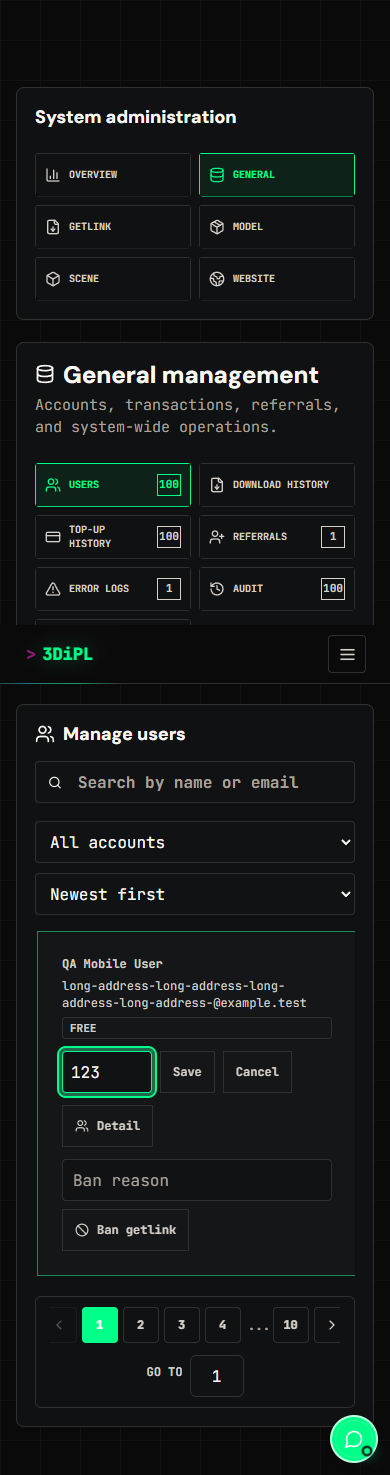 System administration
OVERVIEW
GENERAL
GETLINK
MODEL
SCENE
WEBSITE
General management
Accounts, transactions, referrals,
and system-wide operations.
USERS 100
DOWNLOAD HISTORY
TOP-UP
HISTORY 100
REFERRALS 1
ERROR LOGS 1
AUDIT 100
> 3DiPL
Manage users
Search by name or email
All accounts
Newest first
QA Mobile User
long-address-long-address-long-
address-long-address-@example.test
FREE
123 Save Cancel
Detail
Ban reason
Ban getlink
1 2 3 4 ... 10
GO TO 1